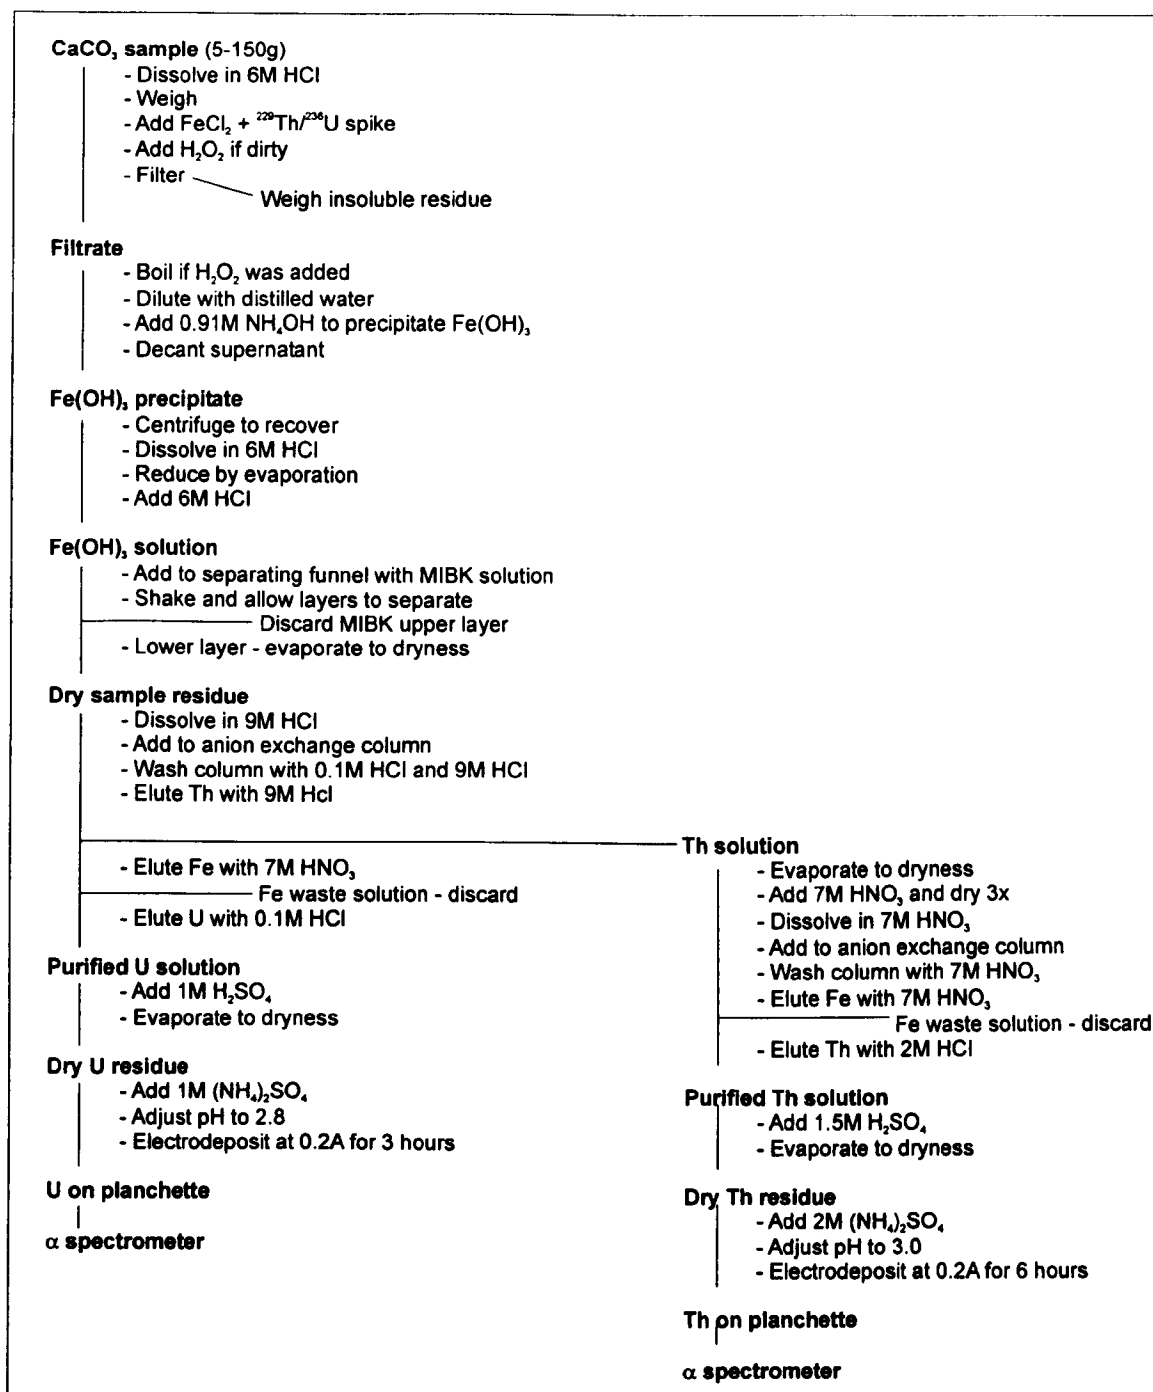 CaCO₃ sample (5-150g)
- Dissolve in 6M HCl
- Weigh
- Add FeCl₂ + ²²⁹Th/²³⁶U spike
- Add H₂O₂ if dirty
- Filter
Weigh insoluble residue
Filtrate
- Boil if H₂O₂ was added
- Dilute with distilled water
- Add 0.91M NH₄OH to precipitate Fe(OH)₃
- Decant supernatant
Fe(OH)₃ precipitate
- Centrifuge to recover
- Dissolve in 6M HCl
- Reduce by evaporation
- Add 6M HCl
Fe(OH)₃ solution
- Add to separating funnel with MIBK solution
- Shake and allow layers to separate
Discard MIBK upper layer
- Lower layer - evaporate to dryness
Dry sample residue
- Dissolve in 9M HCl
- Add to anion exchange column
- Wash column with 0.1M HCl and 9M HCl
- Elute Th with 9M Hcl
- Elute Fe with 7M HNO₃
Fe waste solution - discard
- Elute U with 0.1M HCl
Purified U solution
- Add 1M H₂SO₄
- Evaporate to dryness
Dry U residue
- Add 1M (NH₄)₂SO₄
- Adjust pH to 2.8
- Electrodeposit at 0.2A for 3 hours
U on planchette
α spectrometer
Th solution
- Evaporate to dryness
- Add 7M HNO₃ and dry 3x
- Dissolve in 7M HNO₃
- Add to anion exchange column
- Wash column with 7M HNO₃
- Elute Fe with 7M HNO₃
Fe waste solution - discard
- Elute Th with 2M HCl
Purified Th solution
- Add 1.5M H₂SO₄
- Evaporate to dryness
Dry Th residue
- Add 2M (NH₄)₂SO₄
- Adjust pH to 3.0
- Electrodeposit at 0.2A for 6 hours
Th on planchette
α spectrometer